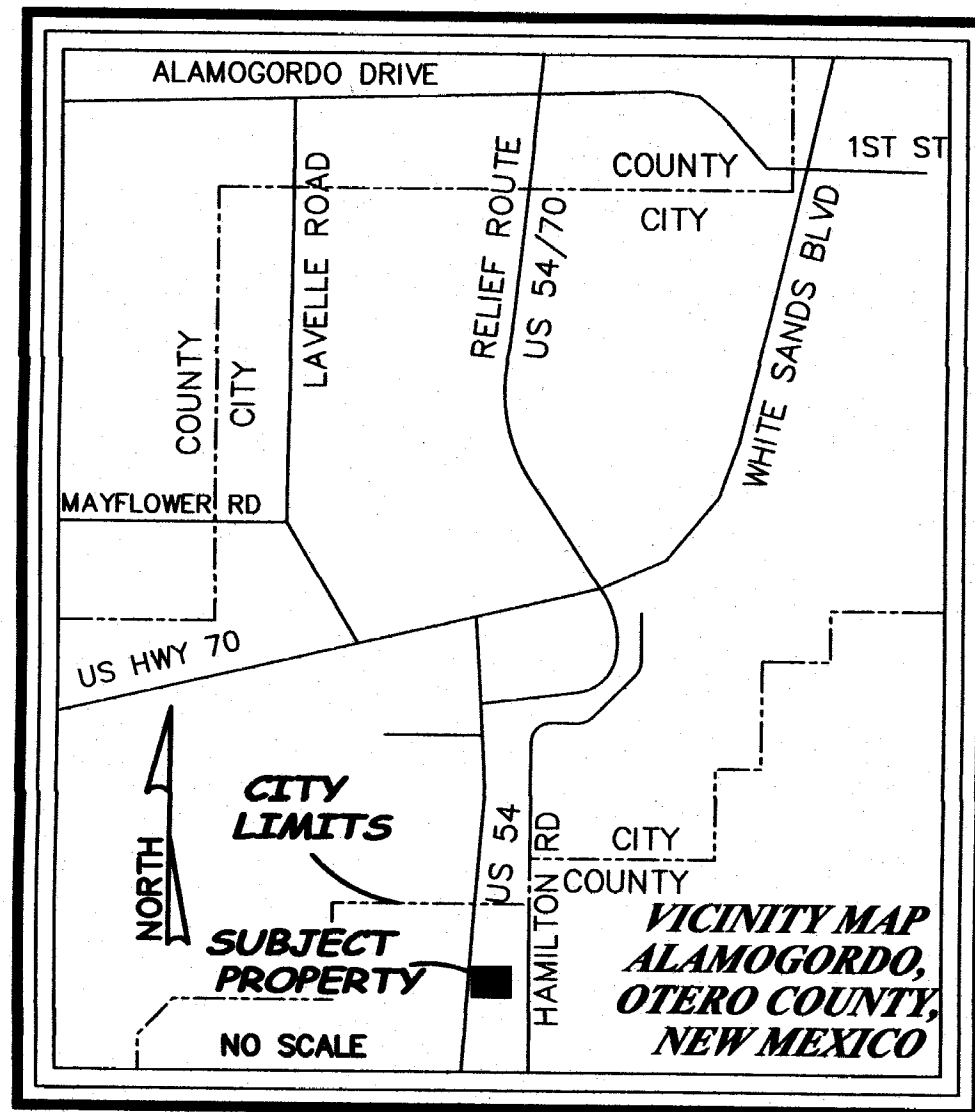 ALAMOGORDO DRIVE
1ST ST
COUNTY
CITY
LAVELLE ROAD
RELIEF ROUTE
US 54/70
WHITE SANDS BLVD
COUNTY
CITY
MAYFLOWER RD
US HWY 70
CITY
LIMITS
NORTH
US 54
HAMILTON RD
CITY
COUNTY
SUBJECT
PROPERTY
NO SCALE
VICINITY MAP
ALAMOGORDO,
OTERO COUNTY,
NEW MEXICO